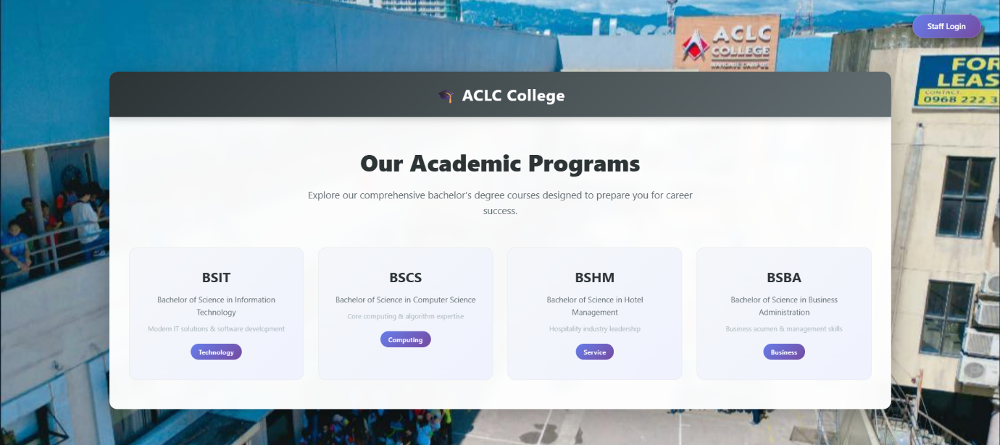 ACLC
COLLEGE
MANDAUE CAMPUS
Staff Login
FOR
LEAS
CONTACT:
0968 222 3
ACLC College
Our Academic Programs
Explore our comprehensive bachelor's degree courses designed to prepare you for career
success.
BSIT
Bachelor of Science in Information
Technology
Modern IT solutions & software development
Technology
BSCS
Bachelor of Science in Computer Science
Core computing & algorithm expertise
Computing
BSHM
Bachelor of Science in Hotel
Management
Hospitality industry leadership
Service
BSBA
Bachelor of Science in Business
Administration
Business acumen & management skills
Business